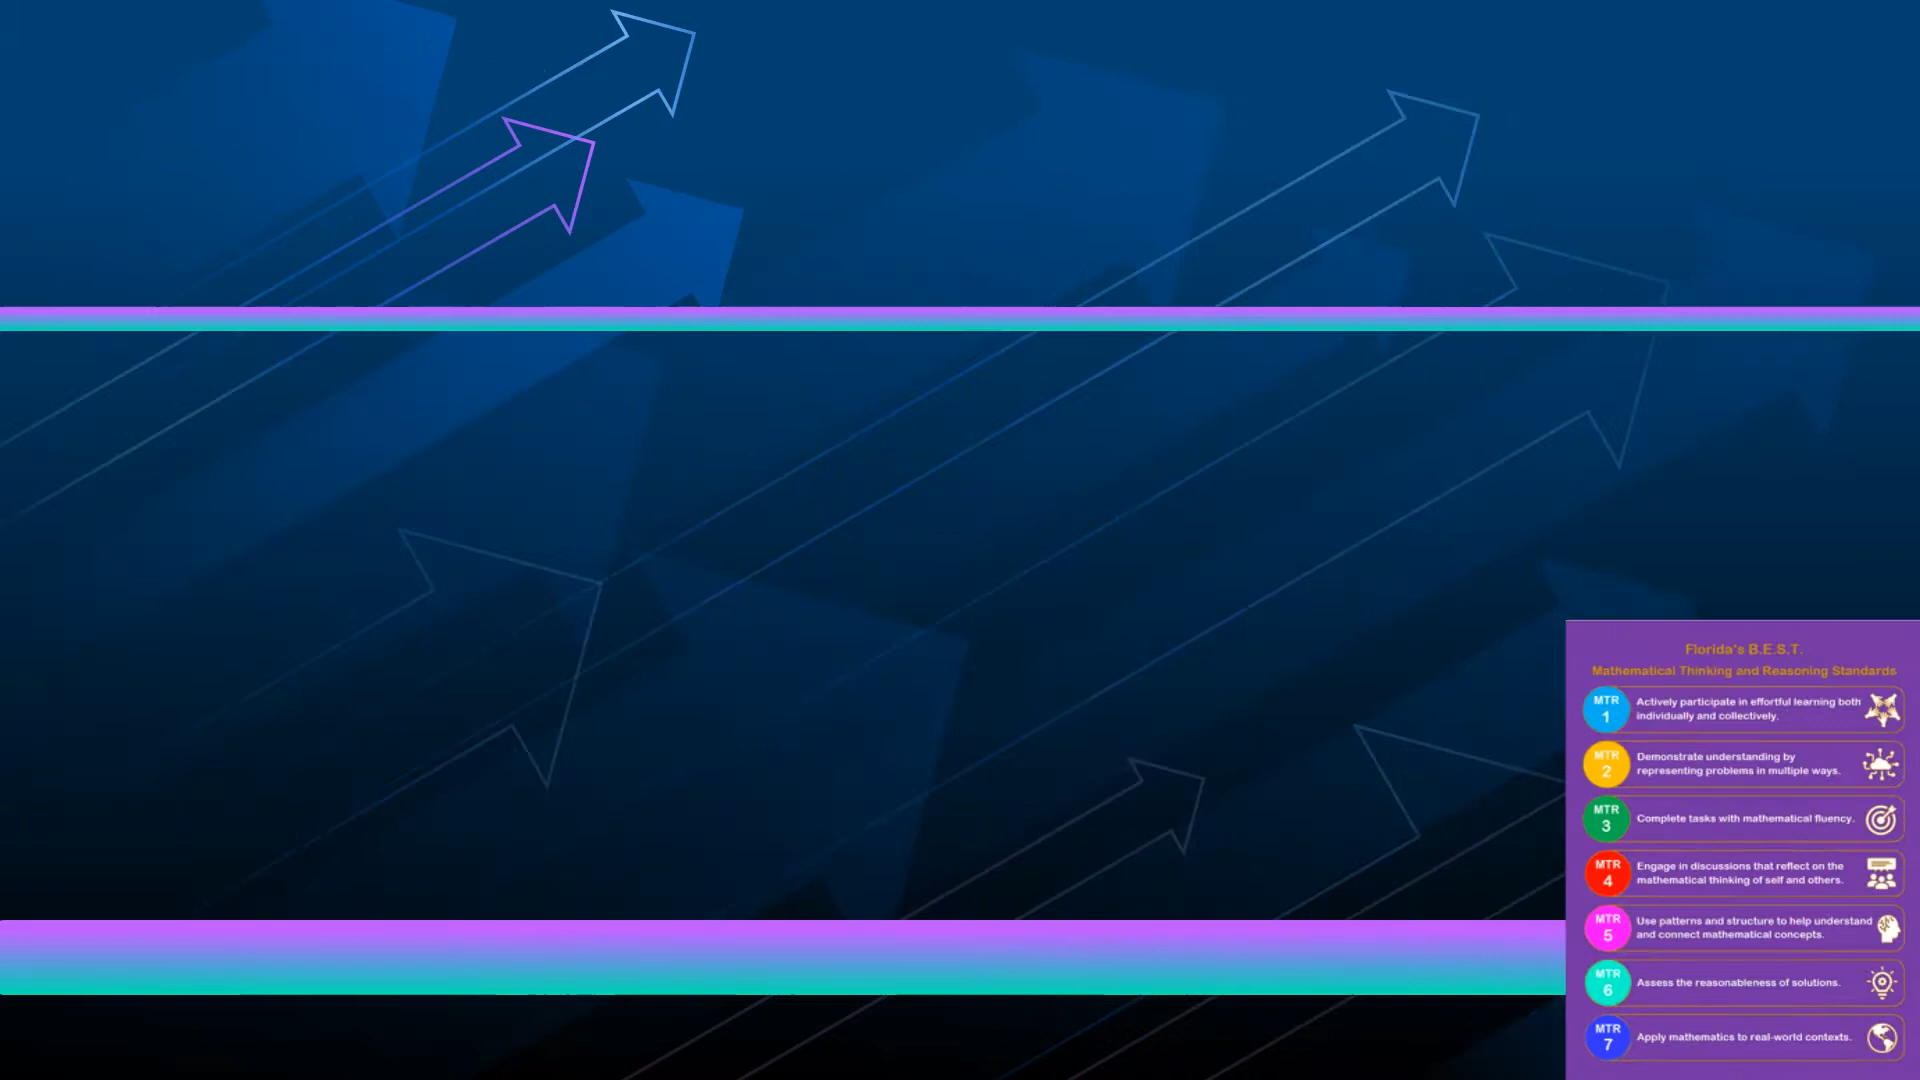 Florida's B.E.S.T.
Mathematical Thinking and Reasoning Standards
MTR
1
Actively participate in effortful learning both
individually and collectively.
MTR
2
Demonstrate understanding by
representing problems in multiple ways.
MTR
3
Complete tasks with mathematical fluency.
MTR
4
Engage in discussions that reflect on the
mathematical thinking of self and others.
MTR
5
Use patterns and structure to help understand
and connect mathematical concepts.
MTR
6
Assess the reasonableness of solutions.
MTR
7
Apply mathematics to real-world contexts.